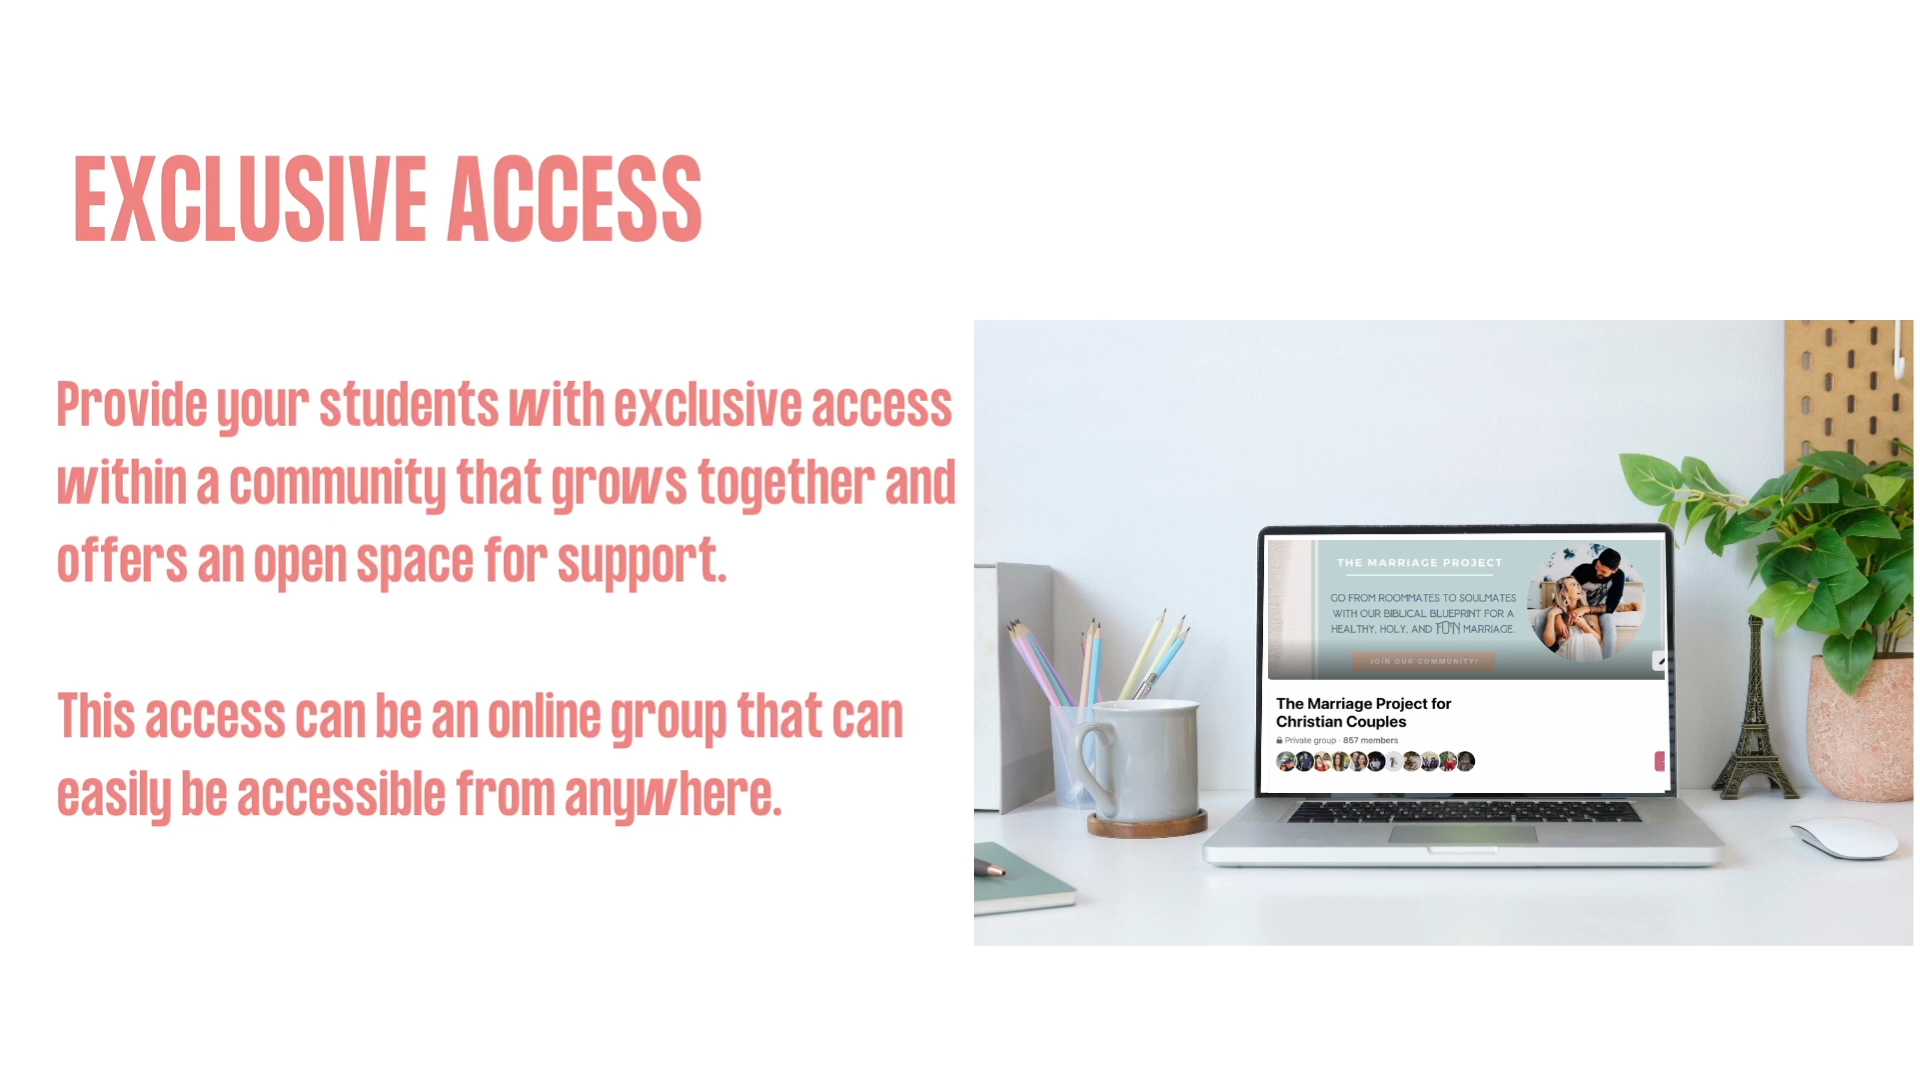 EXCLUSIVE ACCESS
Provide your students with exclusive access
within a community that grows together and
offers an open space for support.
This access can be an online group that can
easily be accessible from anywhere.
THE MARRIAGE PROJECT
GO FROM ROOMMATES TO SOULMATES
WITH OUR BIBLICAL BLUEPRINT FOR A
HEALTHY, HOLY, AND FUN MARRIAGE.
JOIN OUR COMMUNITY!
The Marriage Project for
Christian Couples
Private group · 857 members